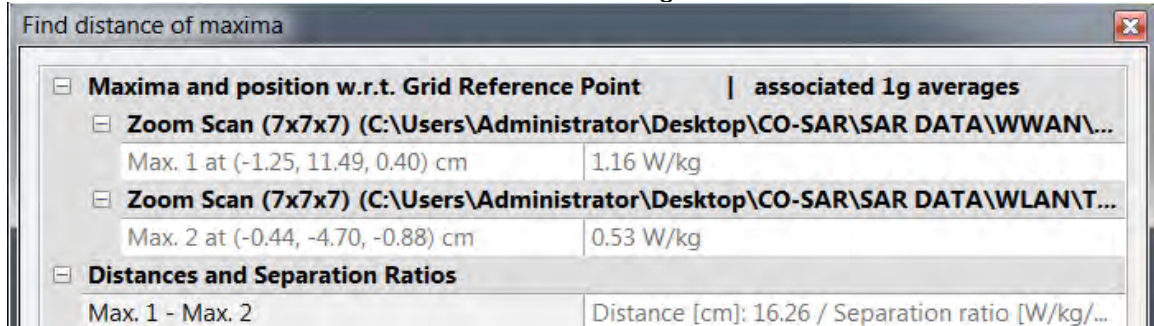 Find distance of maxima
Maxima and position w.r.t. Grid Reference Point | associated 1g averages
Zoom Scan (7x7x7) (C:\Users\Administrator\Desktop\CO-SAR\SAR DATA\WWAN\...
Max. 1 at (-1.25, 11.49, 0.40) cm 1.16 W/kg
Zoom Scan (7x7x7) (C:\Users\Administrator\Desktop\CO-SAR\SAR DATA\WLAN\T...
Max. 2 at (-0.44, -4.70, -0.88) cm 0.53 W/kg
Distances and Separation Ratios
Max. 1 - Max. 2 Distance [cm]: 16.26 / Separation ratio [W/kg/...